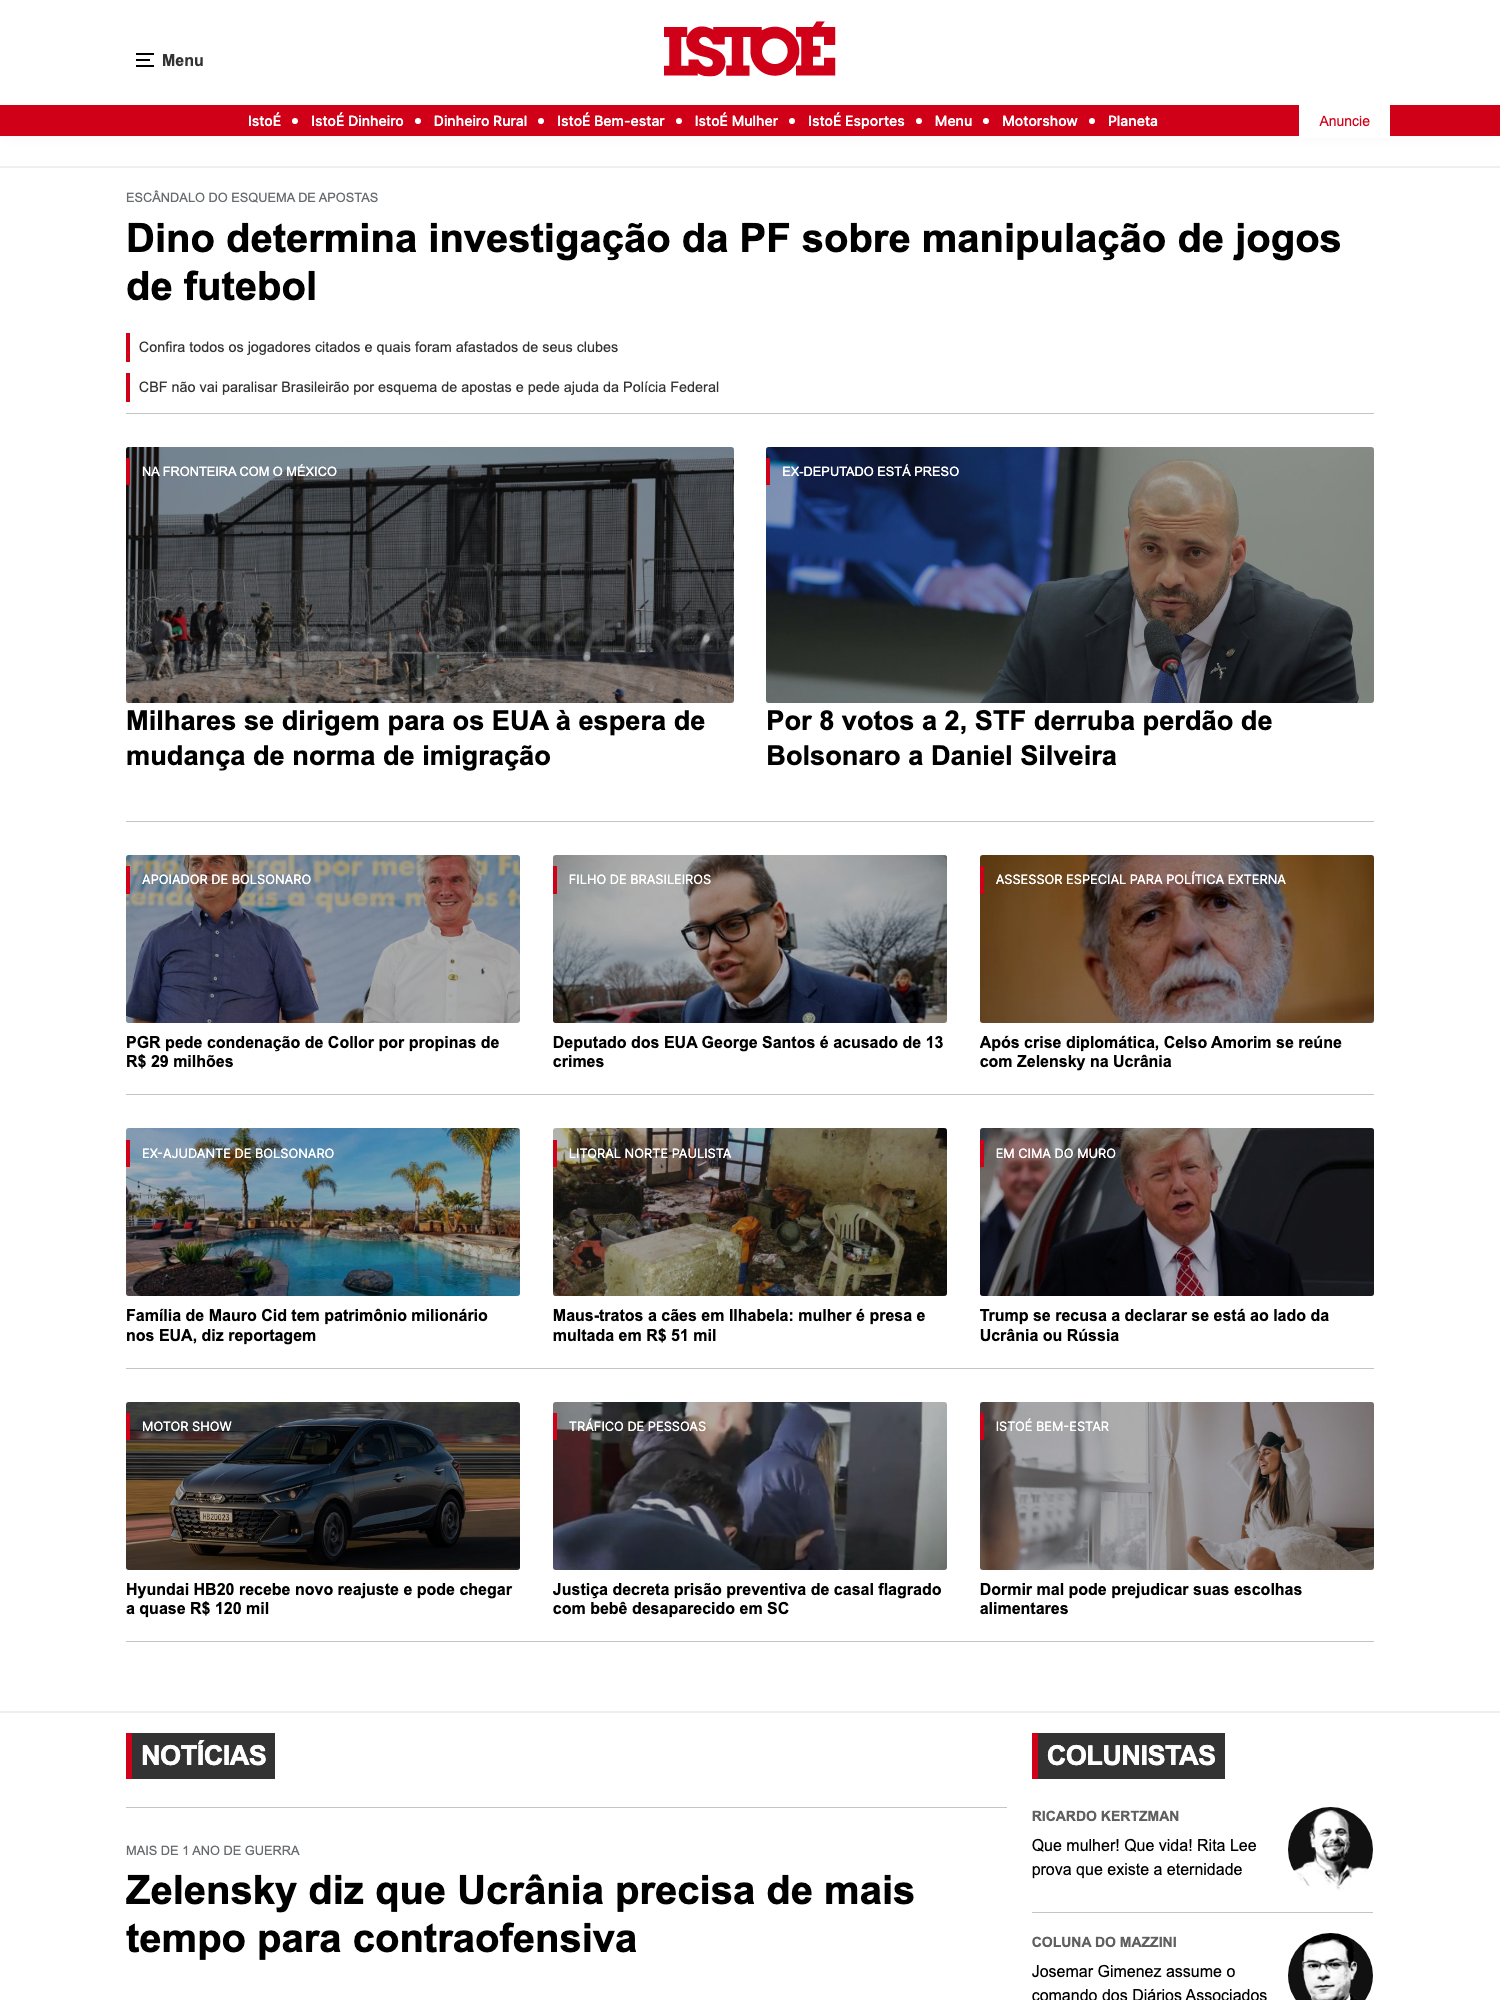 Menu
ISTOÉ
IstoÉ • IstoÉ Dinheiro • Dinheiro Rural • IstoÉ Bem-estar • IstoÉ Mulher • IstoÉ Esportes • Menu • Motorshow • Planeta
Anuncie
ESCÂNDALO DO ESQUEMA DE APOSTAS
Dino determina investigação da PF sobre manipulação de jogos
de futebol
Confira todos os jogadores citados e quais foram afastados de seus clubes
CBF não vai paralisar Brasileirão por esquema de apostas e pede ajuda da Polícia Federal
NA FRONTEIRA COM O MÉXICO
Milhares se dirigem para os EUA à espera de
mudança de norma de imigração
EX-DEPUTADO ESTÁ PRESO
Por 8 votos a 2, STF derruba perdão de
Bolsonaro a Daniel Silveira
APOIADOR DE BOLSONARO
PGR pede condenação de Collor por propinas de
R$ 29 milhões
FILHO DE BRASILEIROS
Deputado dos EUA George Santos é acusado de 13
crimes
ASSESSOR ESPECIAL PARA POLÍTICA EXTERNA
Após crise diplomática, Celso Amorim se reúne
com Zelensky na Ucrânia
EX-AJUDANTE DE BOLSONARO
Família de Mauro Cid tem patrimônio milionário
nos EUA, diz reportagem
LITORAL NORTE PAULISTA
Maus-tratos a cães em Ilhabela: mulher é presa e
multada em R$ 51 mil
EM CIMA DO MURO
Trump se recusa a declarar se está ao lado da
Ucrânia ou Rússia
MOTOR SHOW
HB20023
Hyundai HB20 recebe novo reajuste e pode chegar
a quase R$ 120 mil
TRÁFICO DE PESSOAS
Justiça decreta prisão preventiva de casal flagrado
com bebê desaparecido em SC
ISTOÉ BEM-ESTAR
Dormir mal pode prejudicar suas escolhas
alimentares
NOTÍCIAS
MAIS DE 1 ANO DE GUERRA
Zelensky diz que Ucrânia precisa de mais
tempo para contraofensiva
COLUNISTAS
RICARDO KERTZMAN
Que mulher! Que vida! Rita Lee
prova que existe a eternidade
COLUNA DO MAZZINI
Josemar Gimenez assume o
comando dos Diários Associados